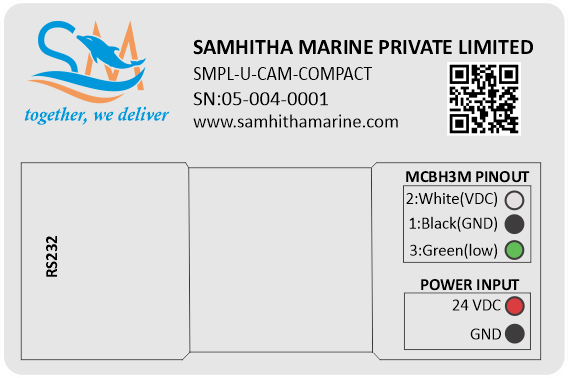 SM
together, we deliver
SAMHITHA MARINE PRIVATE LIMITED
SMPL-U-CAM-COMPACT
SN:05-004-0001
www.samhithamarine.com
RS232
MCBH3M PINOUT
2:White(VDC)
1:Black(GND)
3:Green(low)
POWER INPUT
24 VDC
GND